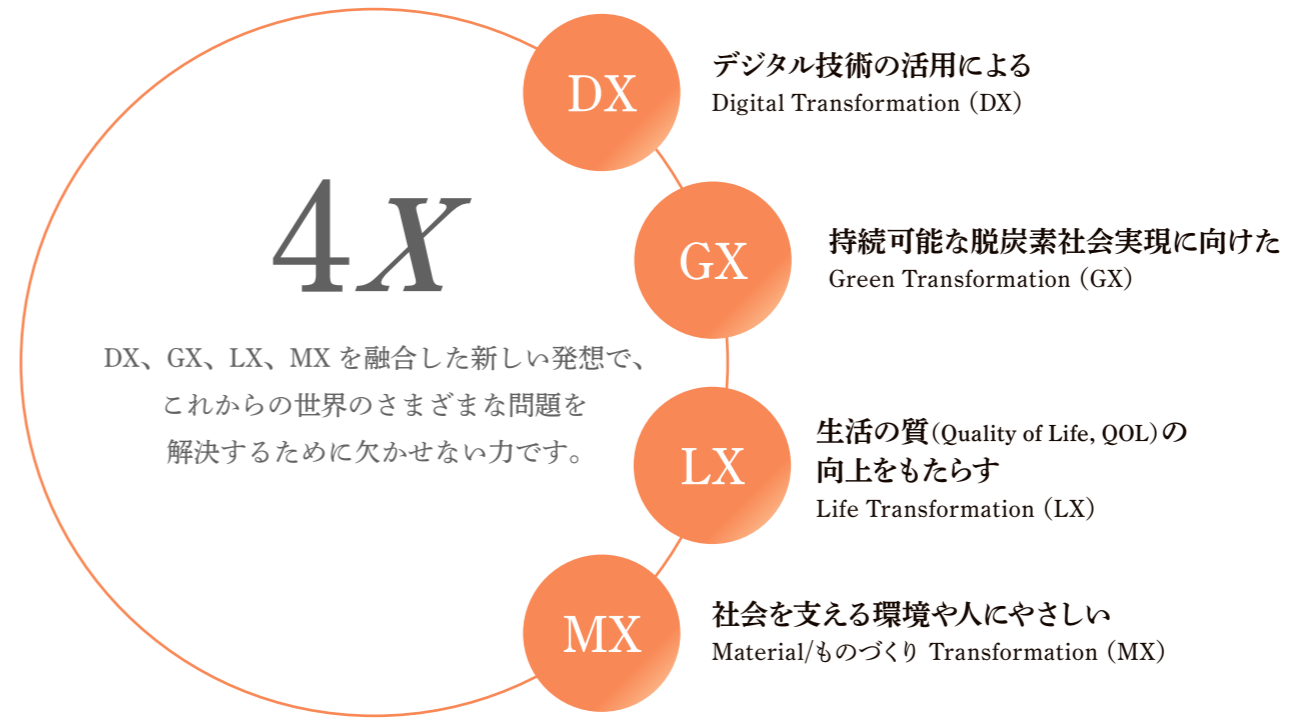 4X
DX、GX、LX、MX を融合した新しい発想で、
これからの世界のさまざまな問題を
解決するために欠かせない力です。
DX
デジタル技術の活用による
Digital Transformation (DX)
GX
持続可能な脱炭素社会実現に向けた
Green Transformation (GX)
LX
生活の質(Quality of Life, QOL)の
向上をもたらす
Life Transformation (LX)
MX
社会を支える環境や人にやさしい
Material/ものづくり Transformation (MX)